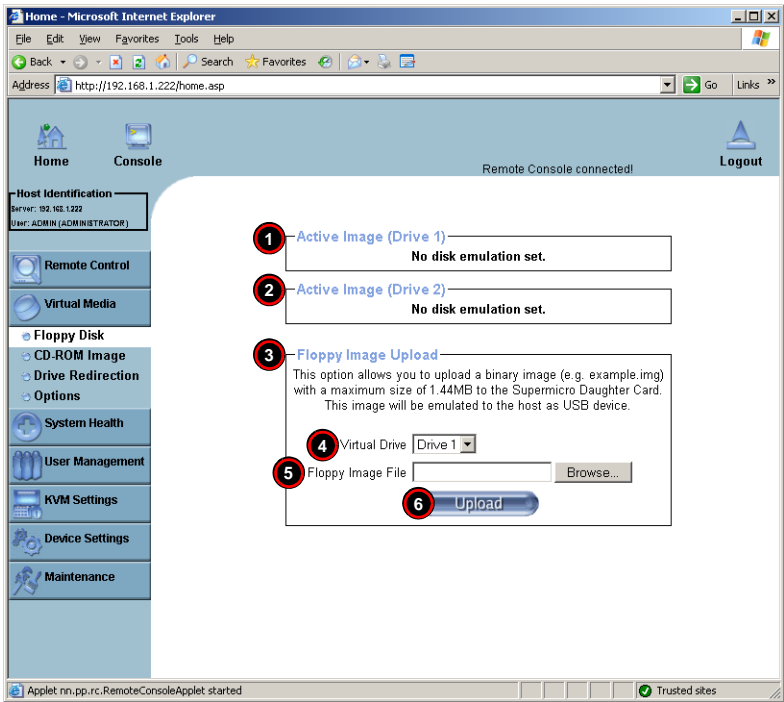 Home - Microsoft Internet Explorer
File Edit View Favorites Tools Help
Back Search Favorites
Address http://192.168.1.222/home.asp Go Links »
Home Console Remote Console connected! Logout
Host Identification
Server: 192.168.1.222
User: ADMIN (ADMINISTRATOR)
Remote Control
Virtual Media
Floppy Disk
CD-ROM Image
Drive Redirection
Options
System Health
User Management
KVM Settings
Device Settings
Maintenance
1 Active Image (Drive 1)
No disk emulation set.
2 Active Image (Drive 2)
No disk emulation set.
3 Floppy Image Upload
This option allows you to upload a binary image (e.g. example.img)
with a maximum size of 1.44MB to the Supermicro Daughter Card.
This image will be emulated to the host as USB device.
4 Virtual Drive Drive 1
5 Floppy Image File Browse...
6 Upload
Applet nn.pp.rc.RemoteConsoleApplet started Trusted sites